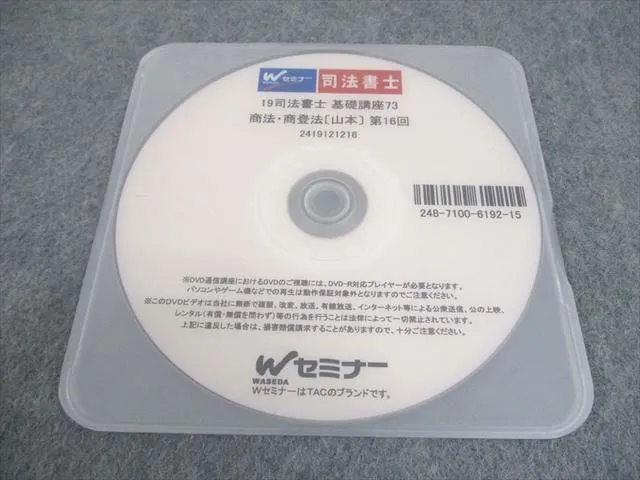 Wセミナー 司法書士
19司法書士 基礎講座73
商法・商登法〔山本〕 第16回
2419121216
248-7100-6192-15
※DVD通信講座におけるDVDのご視聴には、DVD-R対応プレイヤーが必要となります。
パソコンやゲーム機などでの再生は動作保証対象外となりますのでご注意ください。
※このDVDビデオは当社に無断で複製、改変、放送、有線放送、インターネット等による公衆送信、公の上映、
レンタル(有償・無償を問わず)等の行為を行うことは法律によって一切禁止されています。
上記に違反した場合は、損害賠償請求することがありますので、十分ご注意ください。
Wセミナー
WASEDA
WセミナーはTACのブランドです。